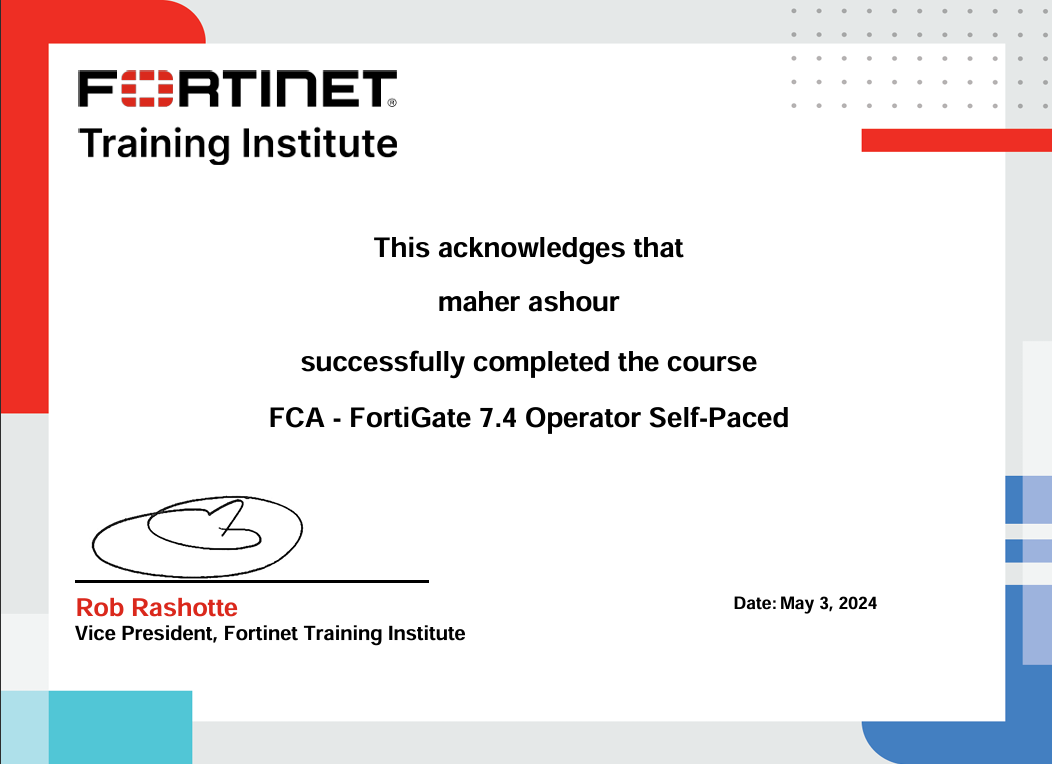 FORTINET®
Training Institute
This acknowledges that
maher ashour
successfully completed the course
FCA - FortiGate 7.4 Operator Self-Paced
Rob Rashotte
Vice President, Fortinet Training Institute
Date: May 3, 2024